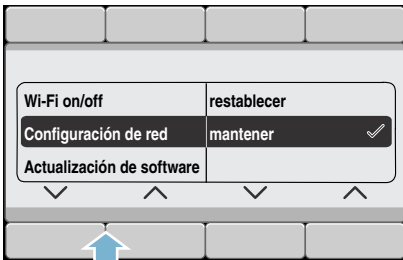 Wi-Fi on/off restablecer
Configuración de red mantener
Actualización de software